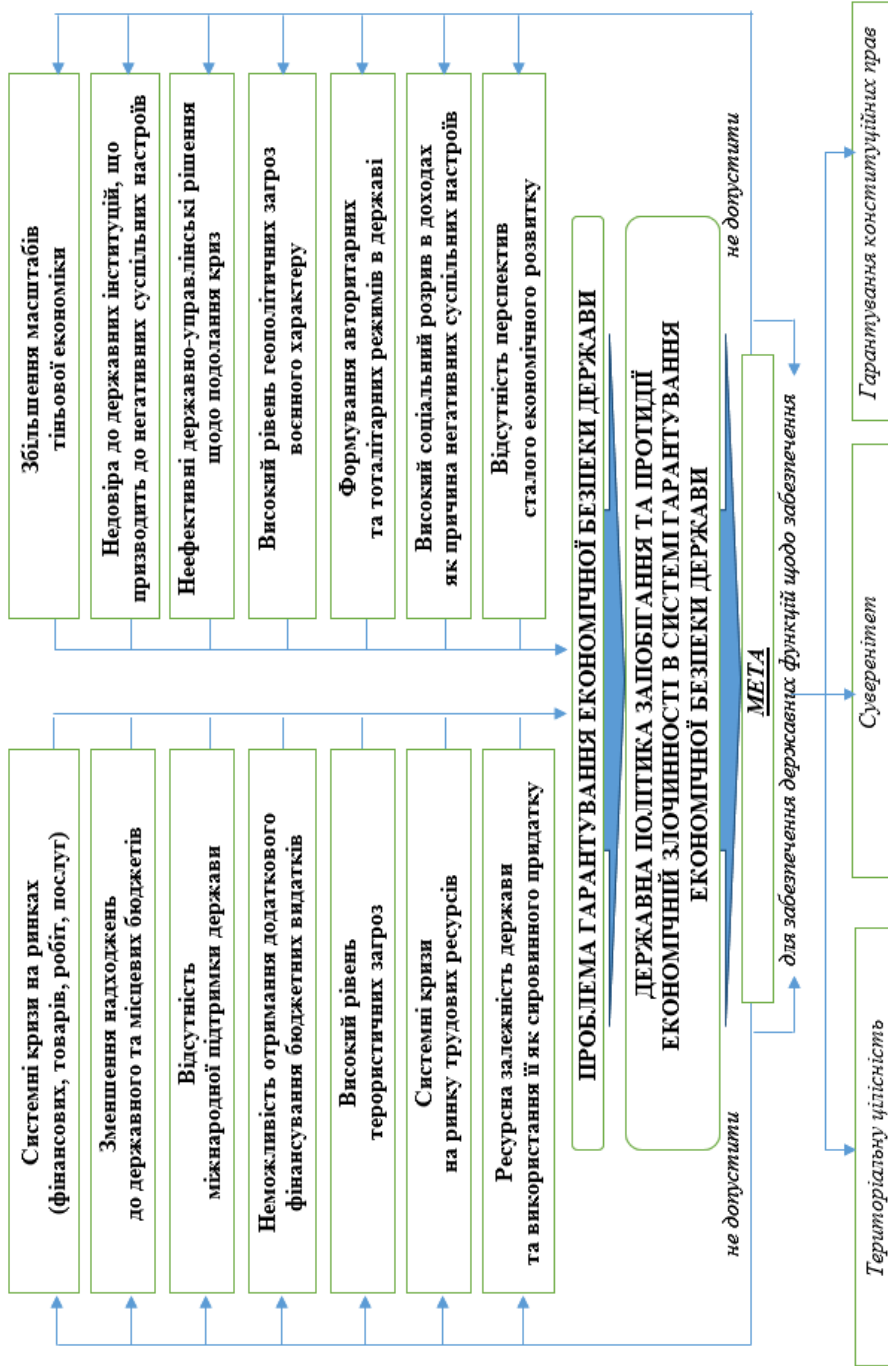 Системні кризи на ринках
(фінансових, товарів, робіт, послуг)
Зменшення надходжень
до державного та місцевих бюджетів
Відсутність
міжнародної підтримки держави
Неможливість отримання додаткового
фінансування бюджетних видатків
Високий рівень
терористичних загроз
Системні кризи
на ринку трудових ресурсів
Ресурсна залежність держави
та використання її як сировинного придатку
Збільшення масштабів
тіньової економіки
Недовіра до державних інституцій, що
призводить до негативних суспільних настроїв
Неефективні державно-управлінські рішення
щодо подолання криз
Високий рівень геополітичних загроз
воєнного характеру
Формування авторитарних
та тоталітарних режимів в державі
Високий соціальний розрив в доходах
як причина негативних суспільних настроїв
Відсутність перспектив
сталого економічного розвитку
ПРОБЛЕМА ГАРАНТУВАННЯ ЕКОНОМІЧНОЇ БЕЗПЕКИ ДЕРЖАВИ
ДЕРЖАВНА ПОЛІТИКА ЗАПОБІГАННЯ ТА ПРОТИДІЇ
ЕКОНОМІЧНІЙ ЗЛОЧИННОСТІ В СИСТЕМІ ГАРАНТУВАННЯ
ЕКОНОМІЧНОЇ БЕЗПЕКИ ДЕРЖАВИ
не допустити
МЕТА
не допустити
для забезпечення державних функцій щодо забезпечення
Територіальну цілісність
Суверенітет
Гарантування конституційних прав